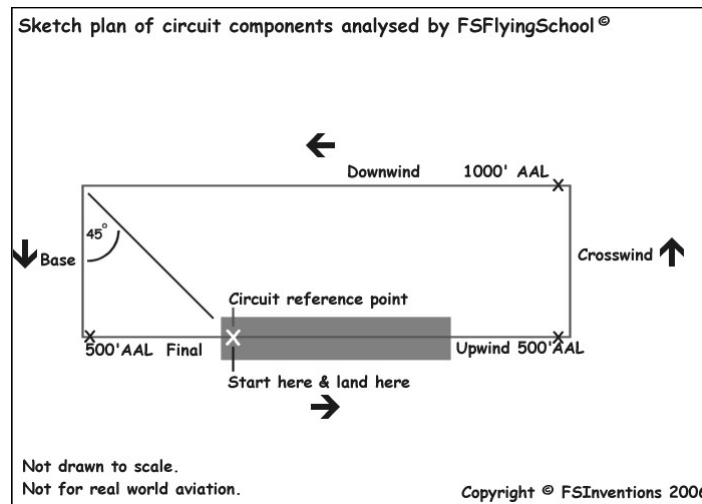 Sketch plan of circuit components analysed by FSFlyingSchool ©
Downwind 1000' AAL
45°
Base
Crosswind
Circuit reference point
500'AAL Final
Upwind 500'AAL
Start here & land here
Not drawn to scale.
Not for real world aviation.
Copyright © FSInventions 2006